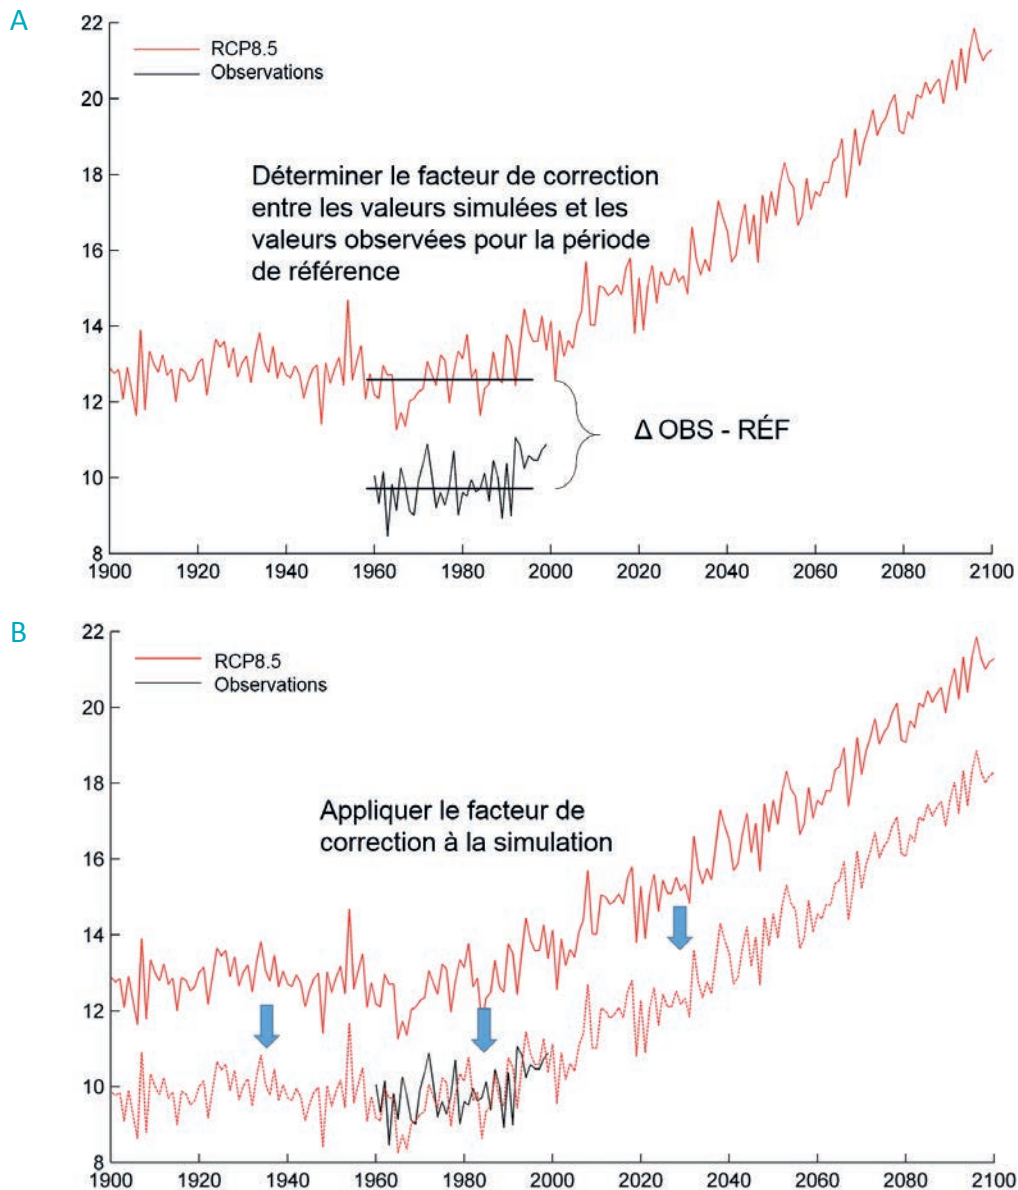 A
22
20
18
16
14
12
10
8
RCP8.5
Observations
Déterminer le facteur de correction
entre les valeurs simulées et les
valeurs observées pour la période
de référence
Δ OBS - RÉF
1900 1920 1940 1960 1980 2000 2020 2040 2060 2080 2100
B
22
20
18
16
14
12
10
8
RCP8.5
Observations
Appliquer le facteur de
correction à la simulation
1900 1920 1940 1960 1980 2000 2020 2040 2060 2080 2100